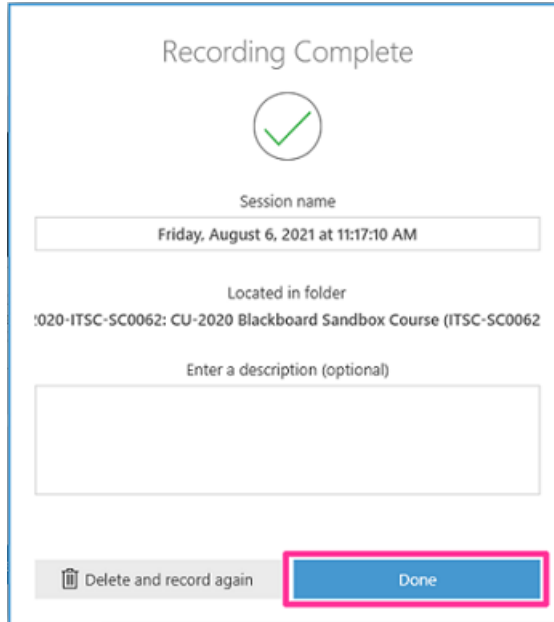 Recording Complete
Session name
Friday, August 6, 2021 at 11:17:10 AM
Located in folder
2020-ITSC-SC0062: CU-2020 Blackboard Sandbox Course (ITSC-SC0062
Enter a description (optional)
Delete and record again
Done